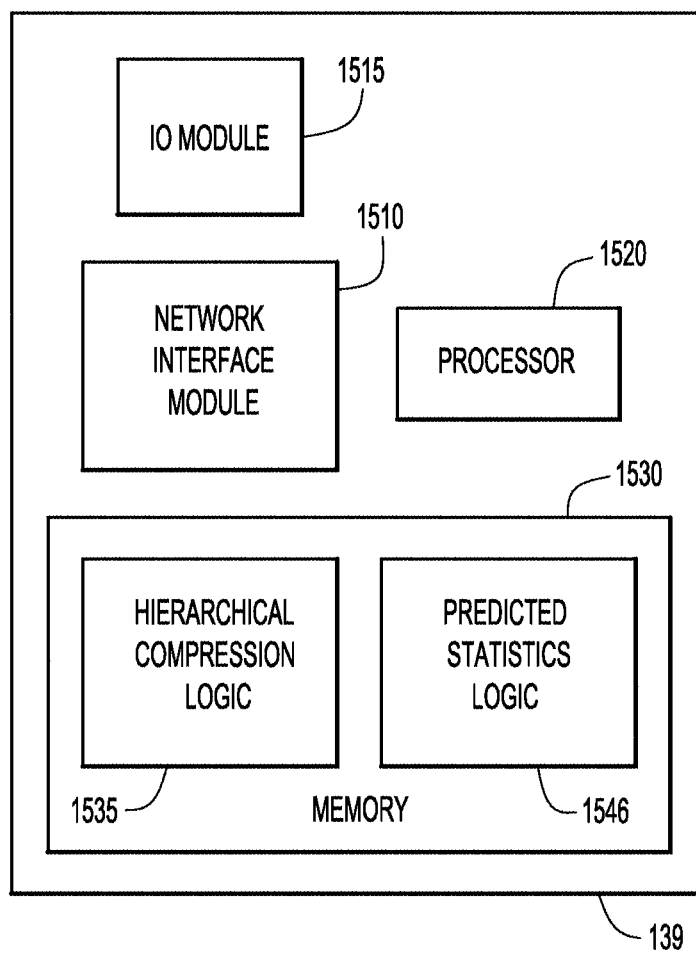 1515
IO MODULE
1510
NETWORK
INTERFACE
MODULE
1520
PROCESSOR
1530
HIERARCHICAL
COMPRESSION
LOGIC
PREDICTED
STATISTICS
LOGIC
1535
MEMORY
1546
139